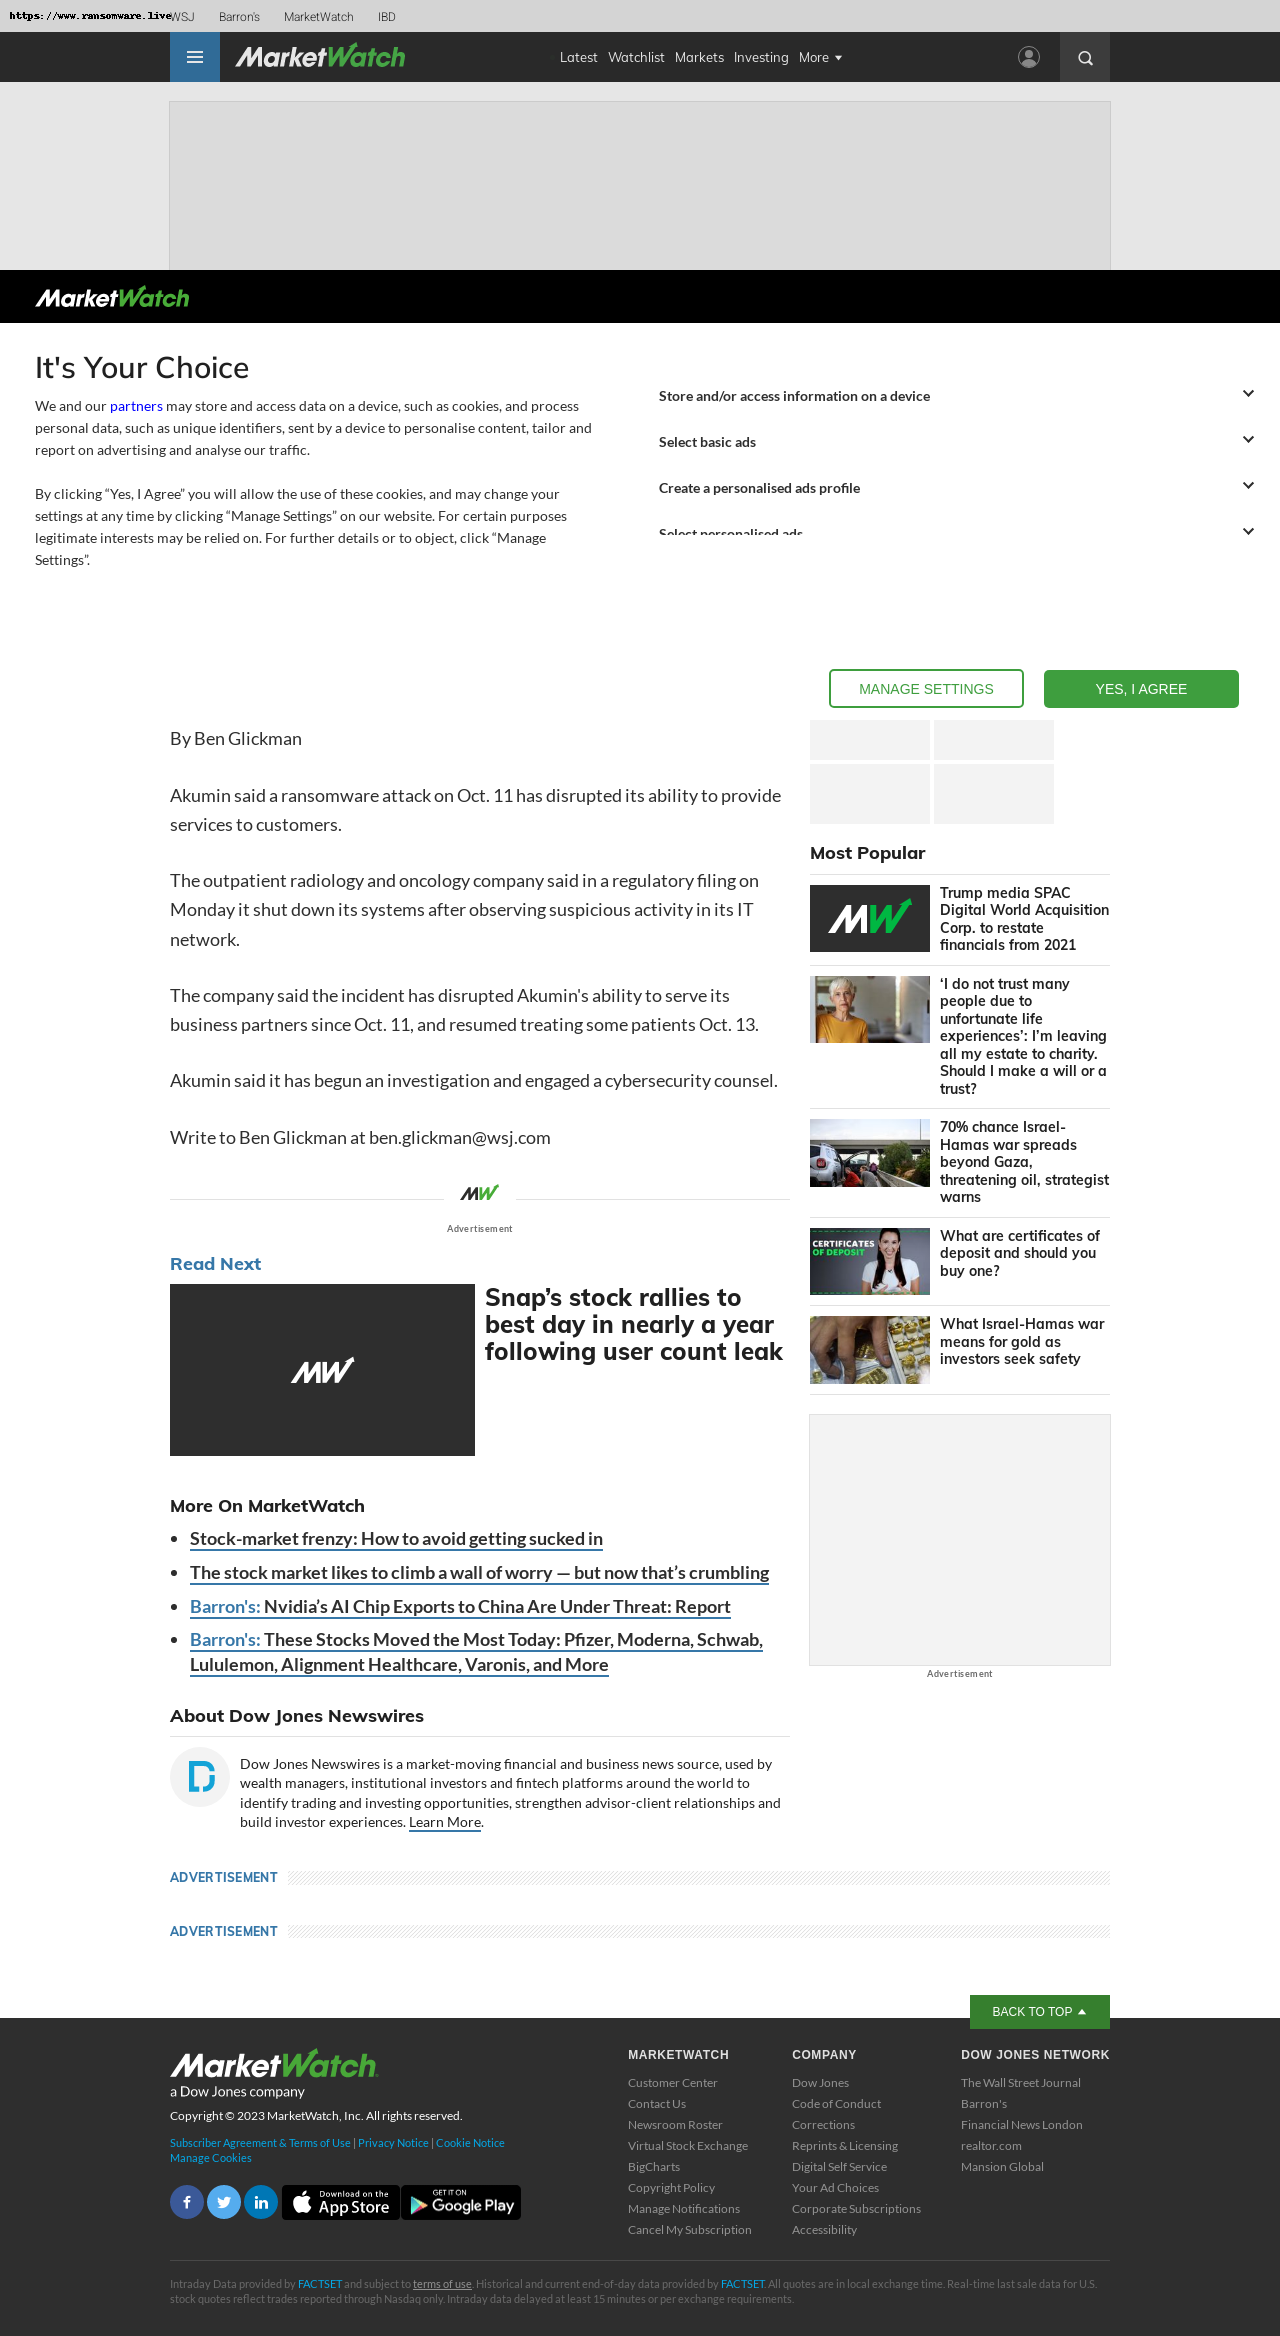 https://www.ransomware.live
WSJ Barron's MarketWatch IBD
MarketWatch
Latest Watchlist Markets Investing More
MarketWatch
It's Your Choice
We and our partners may store and access data on a device, such as cookies, and process
personal data, such as unique identifiers, sent by a device to personalise content, tailor and
report on advertising and analyse our traffic.
By clicking “Yes, I Agree” you will allow the use of these cookies, and may change your
settings at any time by clicking “Manage Settings” on our website. For certain purposes
legitimate interests may be relied on. For further details or to object, click “Manage
Settings”.
Store and/or access information on a device
Select basic ads
Create a personalised ads profile
Select personalised ads
MANAGE SETTINGS
YES, I AGREE
By Ben Glickman
Akumin said a ransomware attack on Oct. 11 has disrupted its ability to provide
services to customers.
The outpatient radiology and oncology company said in a regulatory filing on
Monday it shut down its systems after observing suspicious activity in its IT
network.
The company said the incident has disrupted Akumin's ability to serve its
business partners since Oct. 11, and resumed treating some patients Oct. 13.
Akumin said it has begun an investigation and engaged a cybersecurity counsel.
Write to Ben Glickman at ben.glickman@wsj.com
MW
Advertisement
Read Next
MW
Snap’s stock rallies to
best day in nearly a year
following user count leak
More On MarketWatch
Stock-market frenzy: How to avoid getting sucked in
The stock market likes to climb a wall of worry — but now that’s crumbling
Barron's: Nvidia’s AI Chip Exports to China Are Under Threat: Report
Barron's: These Stocks Moved the Most Today: Pfizer, Moderna, Schwab,
Lululemon, Alignment Healthcare, Varonis, and More
About Dow Jones Newswires
D
Dow Jones Newswires is a market-moving financial and business news source, used by
wealth managers, institutional investors and fintech platforms around the world to
identify trading and investing opportunities, strengthen advisor-client relationships and
build investor experiences. Learn More.
Most Popular
MW
Trump media SPAC
Digital World Acquisition
Corp. to restate
financials from 2021
‘I do not trust many
people due to
unfortunate life
experiences’: I’m leaving
all my estate to charity.
Should I make a will or a
trust?
70% chance Israel-
Hamas war spreads
beyond Gaza,
threatening oil, strategist
warns
CERTIFICATES
OF DEPOSIT
What are certificates of
deposit and should you
buy one?
What Israel-Hamas war
means for gold as
investors seek safety
Advertisement
ADVERTISEMENT
ADVERTISEMENT
BACK TO TOP
MarketWatch
a Dow Jones company
Copyright © 2023 MarketWatch, Inc. All rights reserved.
Subscriber Agreement & Terms of Use | Privacy Notice | Cookie Notice
Manage Cookies
Download on the
App Store
GET IT ON
Google Play
MARKETWATCH
Customer Center
Contact Us
Newsroom Roster
Virtual Stock Exchange
BigCharts
Copyright Policy
Manage Notifications
Cancel My Subscription
COMPANY
Dow Jones
Code of Conduct
Corrections
Reprints & Licensing
Digital Self Service
Your Ad Choices
Corporate Subscriptions
Accessibility
DOW JONES NETWORK
The Wall Street Journal
Barron's
Financial News London
realtor.com
Mansion Global
Intraday Data provided by FACTSET and subject to terms of use. Historical and current end-of-day data provided by FACTSET. All quotes are in local exchange time. Real-time last sale data for U.S.
stock quotes reflect trades reported through Nasdaq only. Intraday data delayed at least 15 minutes or per exchange requirements.